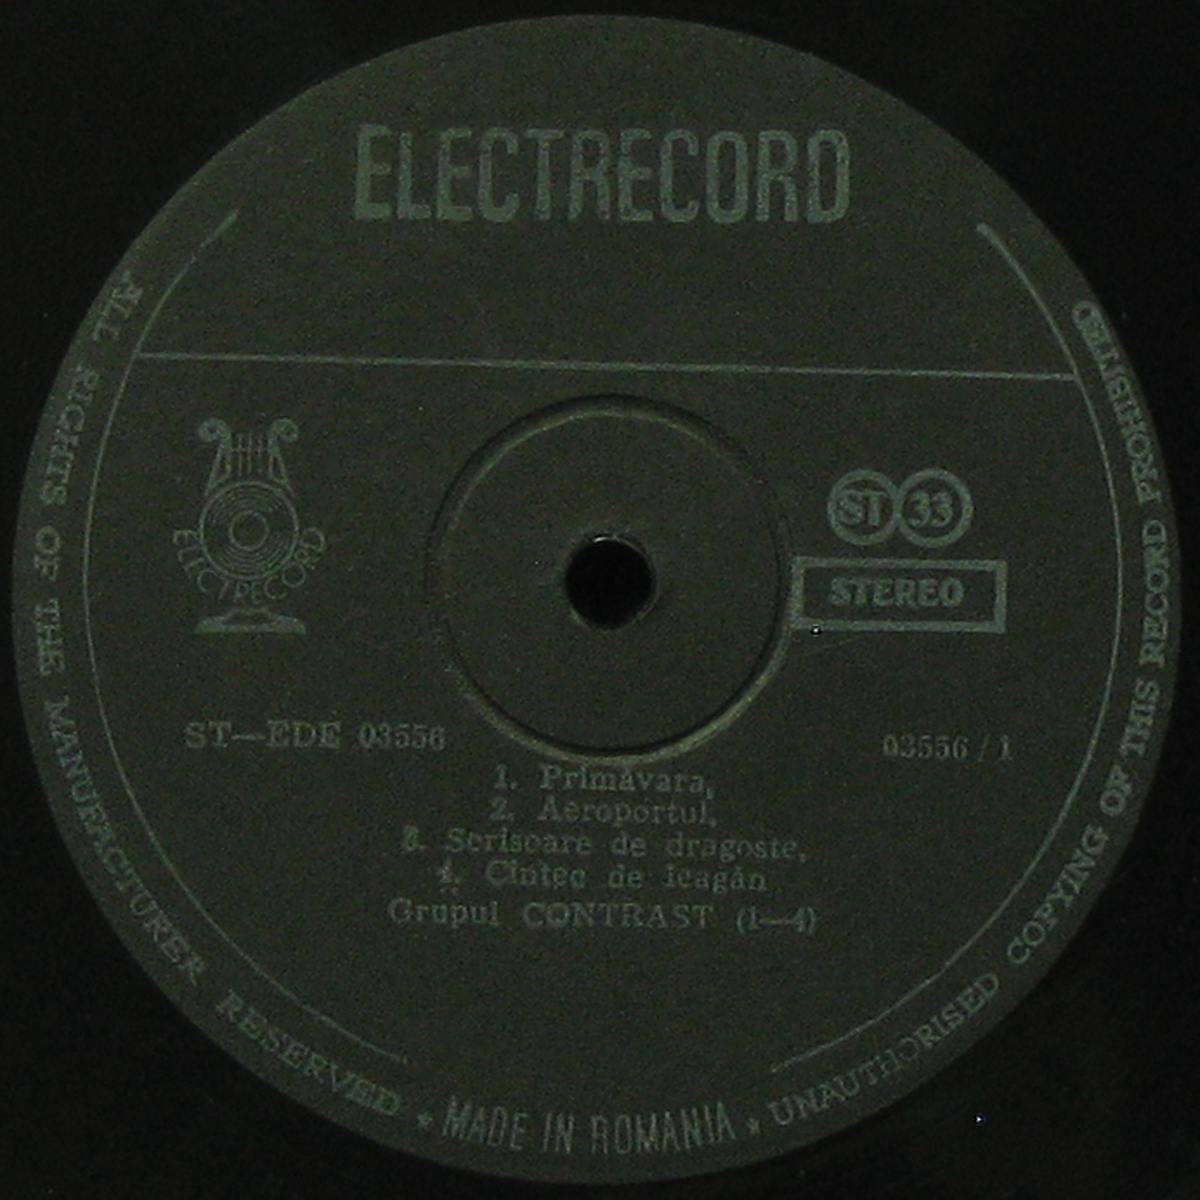 ELECTRECORD
ELECTRECORD
ST 33
STEREO
ST—EDE 03556
03556 / 1
1. Primăvara,
2. Aeroportul,
3. Scrisoare de dragoste,
4. Cîntec de leagăn
Grupul CONTRAST (1—4)
ALL RIGHTS OF THE MANUFACTURER RESERVED * MADE IN ROMANIA * UNAUTHORISED COPYING OF THIS RECORD PROHIBITED